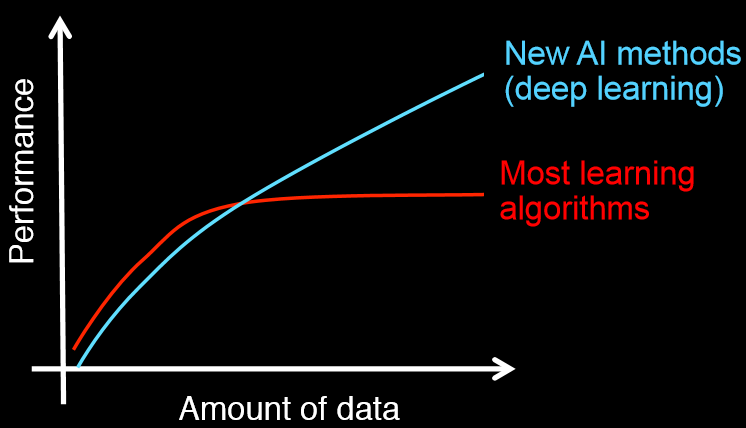 New AI methods
(deep learning)
Most learning
algorithms
Performance
Amount of data